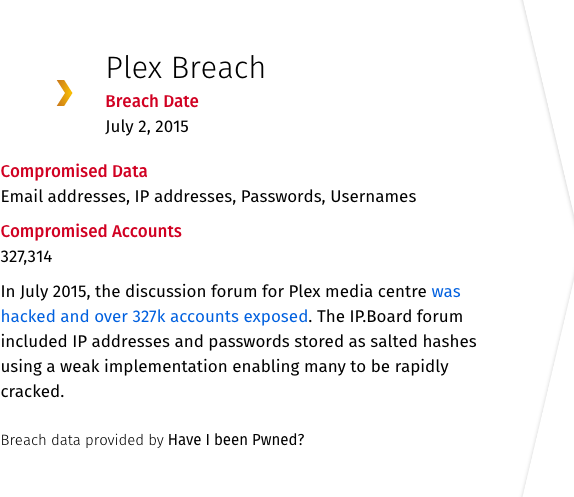 Plex Breach
Breach Date
July 2, 2015
Compromised Data
Email addresses, IP addresses, Passwords, Usernames
Compromised Accounts
327,314
In July 2015, the discussion forum for Plex media centre was
hacked and over 327k accounts exposed. The IP.Board forum
included IP addresses and passwords stored as salted hashes
using a weak implementation enabling many to be rapidly
cracked.
Breach data provided by Have I been Pwned?